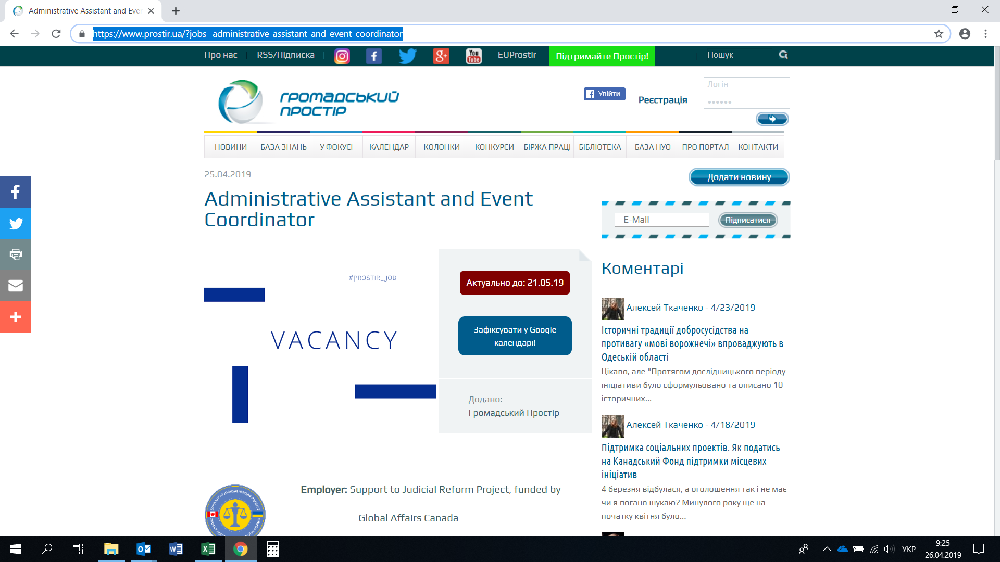 Administrative Assistant and Ever
https://www.prostir.ua/?jobs=administrative-assistant-and-event-coordinator
Про нас
RSS/Підписка
You Tube
EUProstir
Підтримайте Простір!
Пошук
ГРОМАДСЬКИЙ
ПРОСТІР
Увійти
Реєстрація
Логін
НОВИНИ
БАЗА ЗНАНЬ
У ФОКУСІ
КАЛЕНДАР
КОЛОНКИ
КОНКУРСИ
БІРЖА ПРАЦІ
БІБЛІОТЕКА
БАЗА НУО
ПРО ПОРТАЛ
КОНТАКТИ
25.04.2019
Administrative Assistant and Event
Coordinator
#PROSTIR_JOB
VACANCY
Актуально до: 21.05.19
Зафіксувати у Google
календарі!
Додано:
Громадський Простір
Employer: Support to Judicial Reform Project, funded by
Global Affairs Canada
Додати новину
E-Mail
Підписатися
Коментарі
Алексей Ткаченко - 4/23/2019
Історичні традиції добросусідства на
противагу «мові ворожнечі» впроваджують в
Одеській області
Цікаво, але "Протягом дослідницького періоду
ініціативи було сформульовано та описано 10
історичних...
Алексей Ткаченко - 4/18/2019
Підтримка соціальних проектів. Як податись
на Канадський Фонд підтримки місцевих
ініціатив
4 березня відбулася, а оголошення так і не має
чи я погано шукаю? Минулого року ще на
початку квітня було...
УКР
9:25
26.04.2019